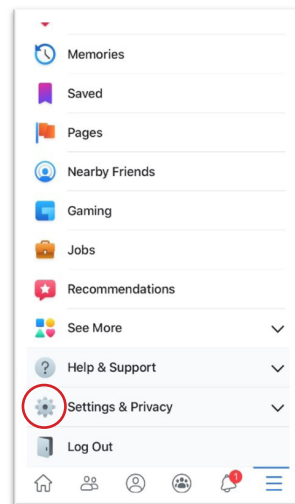 Memories
Saved
Pages
Nearby Friends
Gaming
Jobs
Recommendations
See More
? Help & Support
Settings & Privacy
Log Out
1